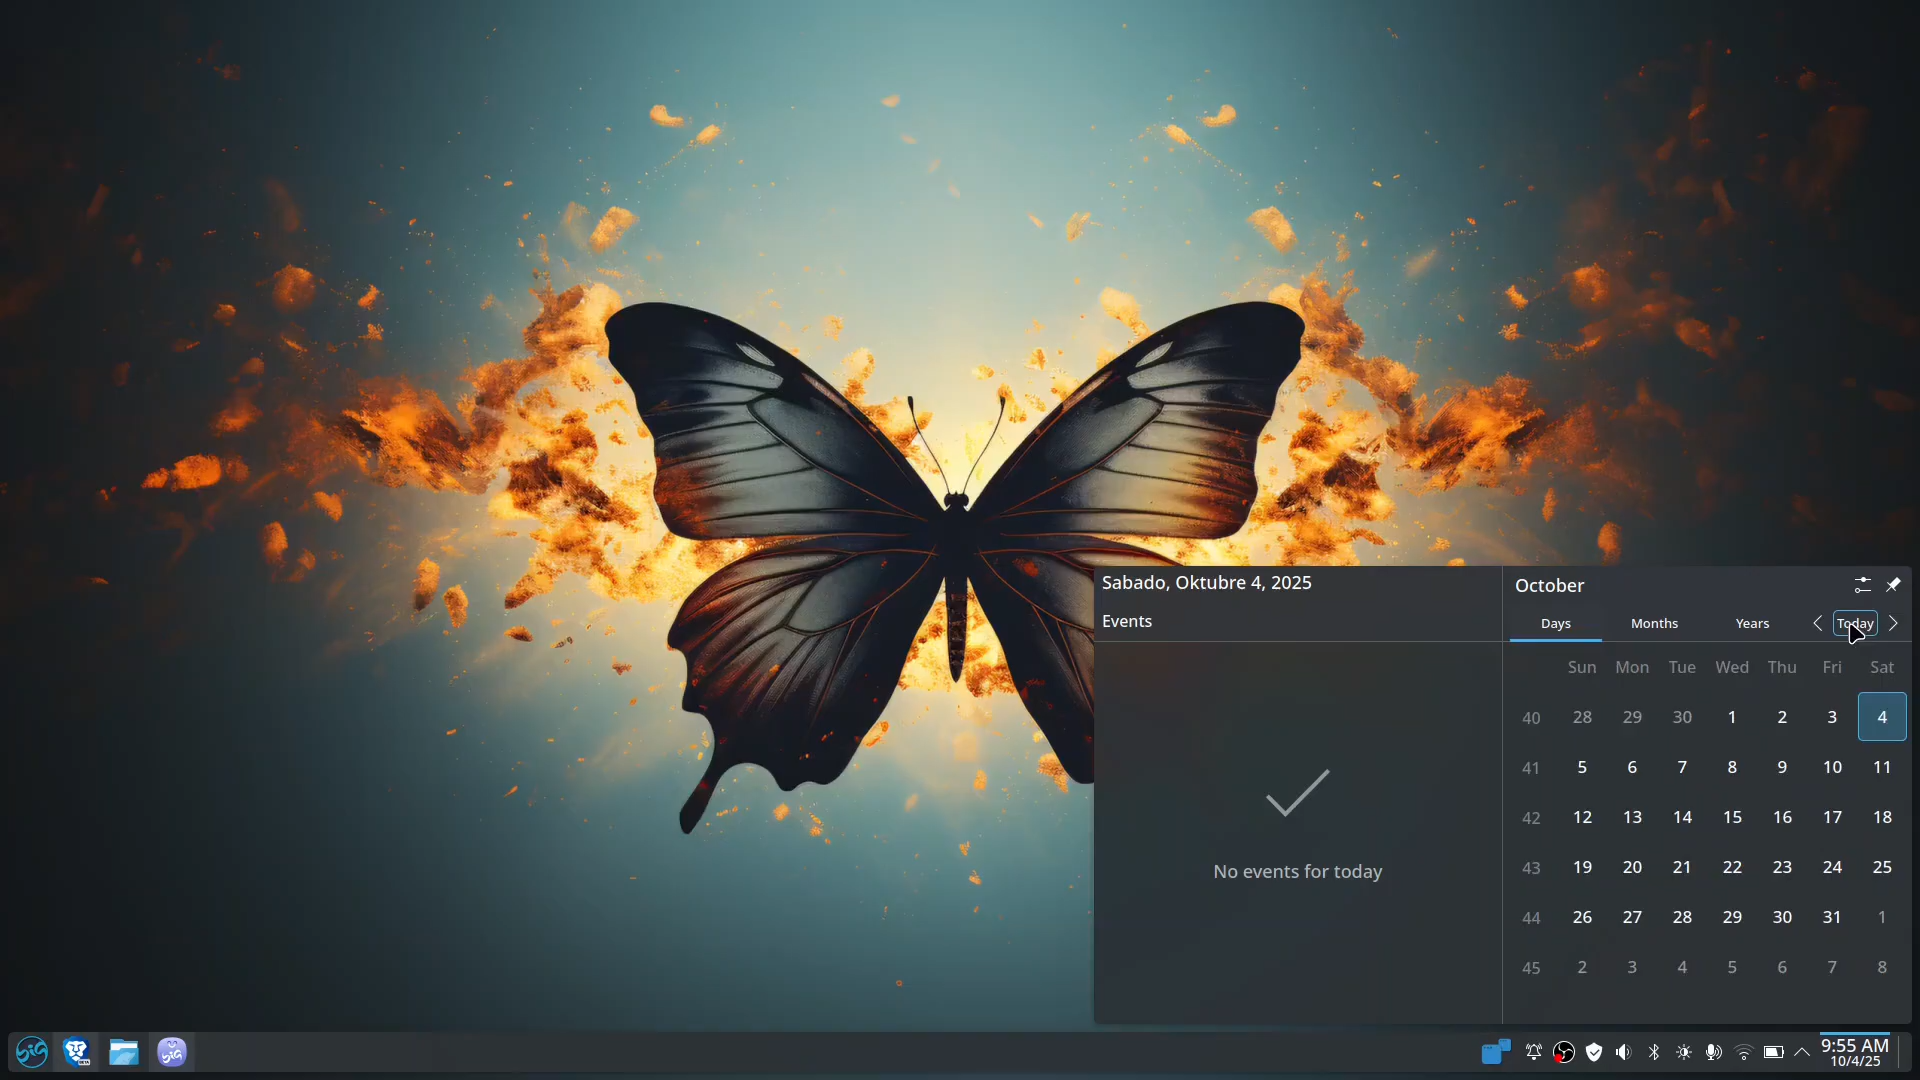 Sabado, Oktubre 4, 2025
Events
No events for today
October
Days Months Years Today
Sun Mon Tue Wed Thu Fri Sat
40 28 29 30 1 2 3 4
41 5 6 7 8 9 10 11
42 12 13 14 15 16 17 18
43 19 20 21 22 23 24 25
44 26 27 28 29 30 31 1
45 2 3 4 5 6 7 8
sig
BETA
sig
9:55 AM
10/4/25